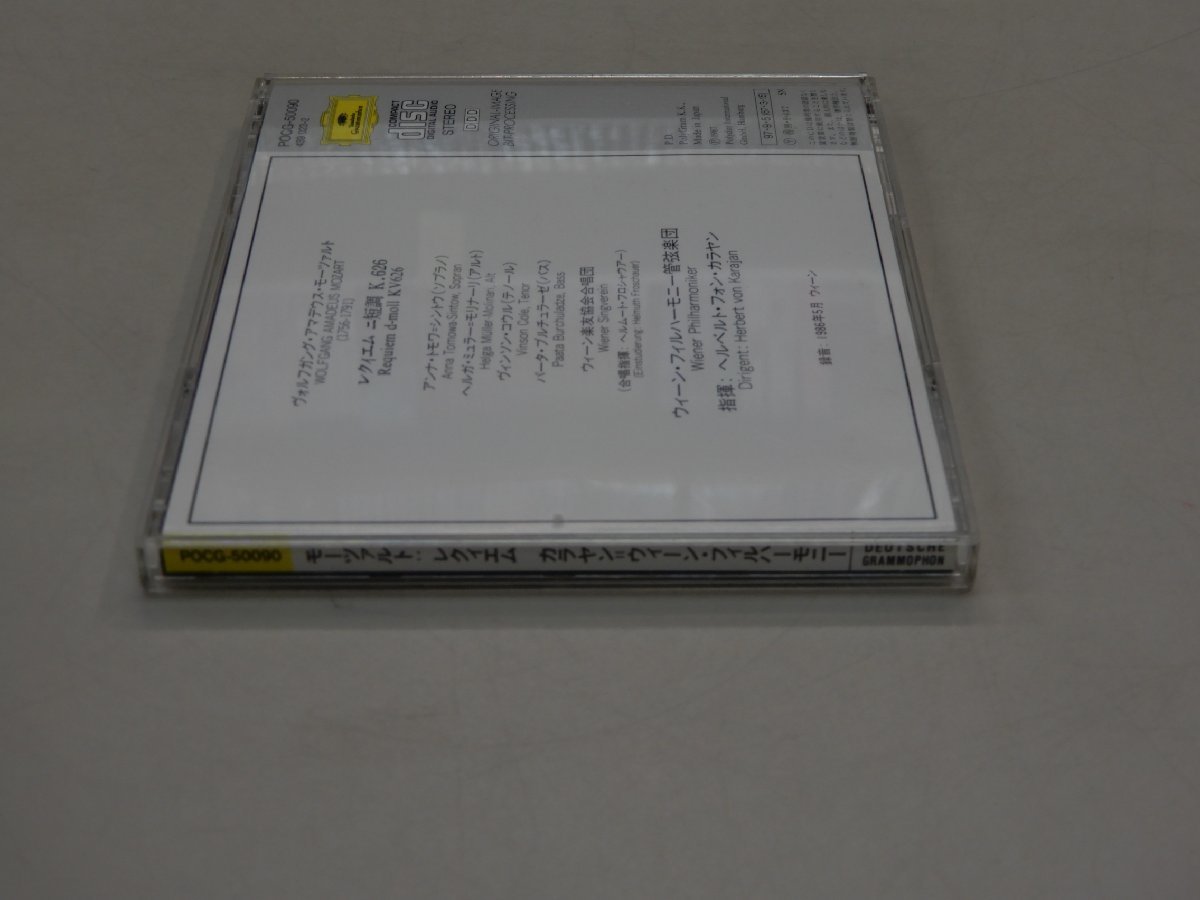 POCG-50090
COMPACT
disc
DIGITAL AUDIO
STEREO
DDD
ORIGINAL-IMAGE
BIT-PROCESSING
Made in Japan
Polydor International
GmbH, Hamburg
ヴォルフガング・アマデウス・モーツァルト
WOLFGANG AMADEUS MOZART
(1756-1791)
レクイエム ニ短調 K.626
Requiem d-moll KV626
アンナ・トモワ=シントウ(ソプラノ)
Anna Tomowa-Sintow, Sopran
ヘルガ・ミュラー=モリナーリ(アルト)
Helga Müller Molinari, Alt
ヴィンソン・コウル(テノール)
Vinson Cole, Tenor
パータ・ブルチュラーゼ(バス)
Paata Burchuladze, Bass
ウィーン楽友協会合唱団
Wiener Singverein
(合唱指揮: ヘルムート・フロシャウアー)
(Einstudierung: Helmuth Froschauer)
ウィーン・フィルハーモニー管弦楽団
Wiener Philharmoniker
指揮: ヘルベルト・フォン・カラヤン
Dirigent: Herbert von Karajan
録音: 1986年5月 ウィーン
POCG-50090
モーツァルト: レクイエム カラヤン=ウィーン・フィルハーモニー
DEUTSCHE
GRAMMOPHON